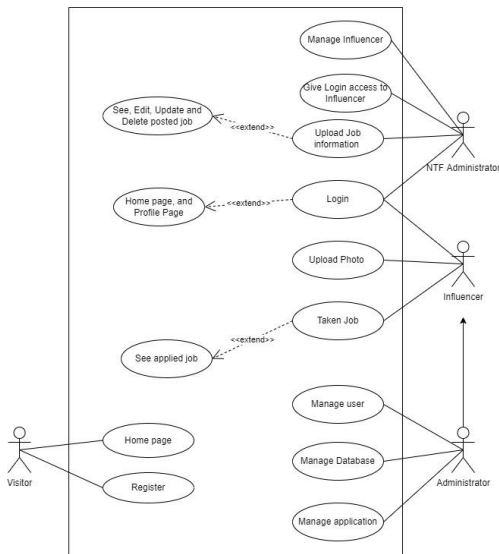 Manage Influencer
Give Login access to
Influencer
See, Edit, Update and
Delete posted job
<<extend>>
Upload Job
information
NTF Administrator
Home page, and
Profile Page
<<extend>>
Login
Upload Photo
Influencer
Taken Job
<<extend>>
See applied job
Manage user
Home page
Visitor
Manage Database
Administrator
Register
Manage application